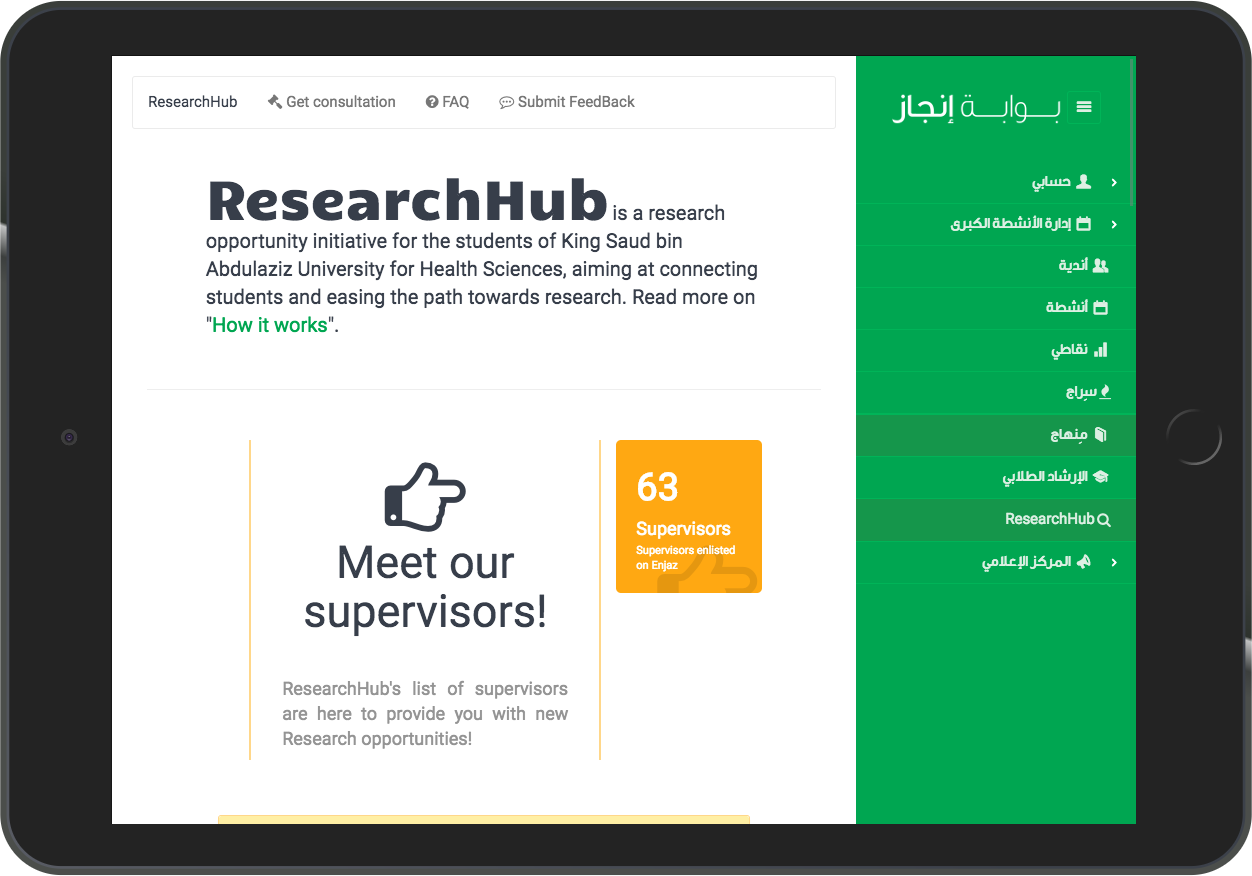 ResearchHub Get consultation FAQ Submit FeedBack
ResearchHub is a research
opportunity initiative for the students of King Saud bin
Abdulaziz University for Health Sciences, aiming at connecting
students and easing the path towards research. Read more on
"How it works".
Meet our
supervisors!
ResearchHub's list of supervisors
are here to provide you with new
Research opportunities!
63
Supervisors
Supervisors enlisted
on Enjaz
بوابة إنجاز
حسابي
إدارة الأنشطة الكبرى
أندية
أنشطة
نقاطي
سِراج
مِنهاج
الإرشاد الطلابي
ResearchHub
المركز الإعلامي